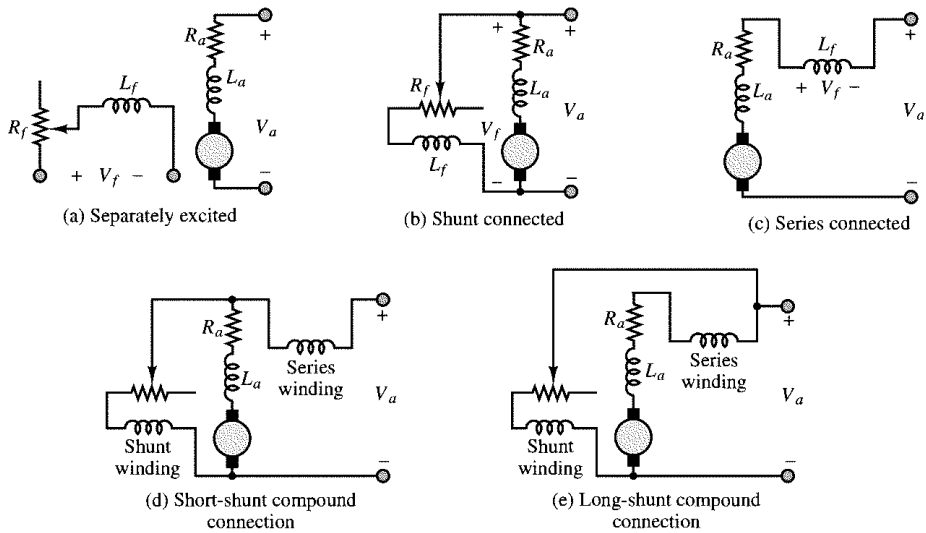 R_a
+
L_a
L_f
R_f
V_a
+ V_f −
−
(a) Separately excited
+
+
R_a
R_f
L_a
V_f
V_a
L_f
−
−
(b) Shunt connected
R_a
L_f
+
+ V_f −
L_a
V_a
−
(c) Series connected
R_a
+
Series
winding
L_a
V_a
Shunt
winding
−
(d) Short-shunt compound
connection
R_a
+
Series
winding
L_a
V_a
Shunt
winding
−
(e) Long-shunt compound
connection